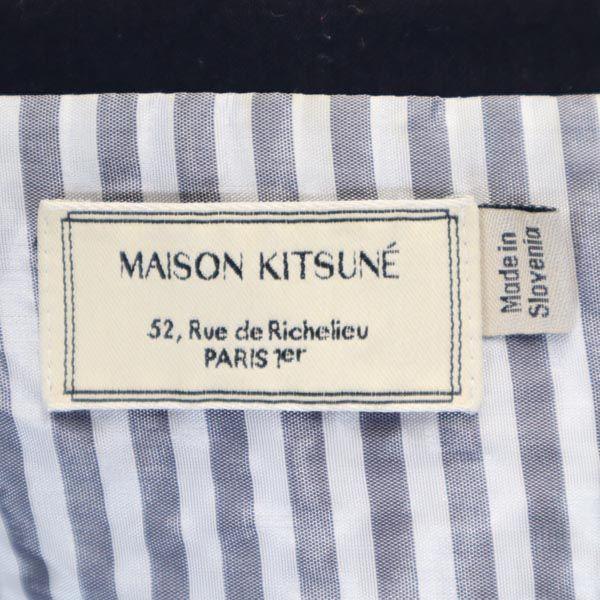 MAISON KITSUNÉ
52, Rue de Richelieu
PARIS 1er
Made in
Slovenia